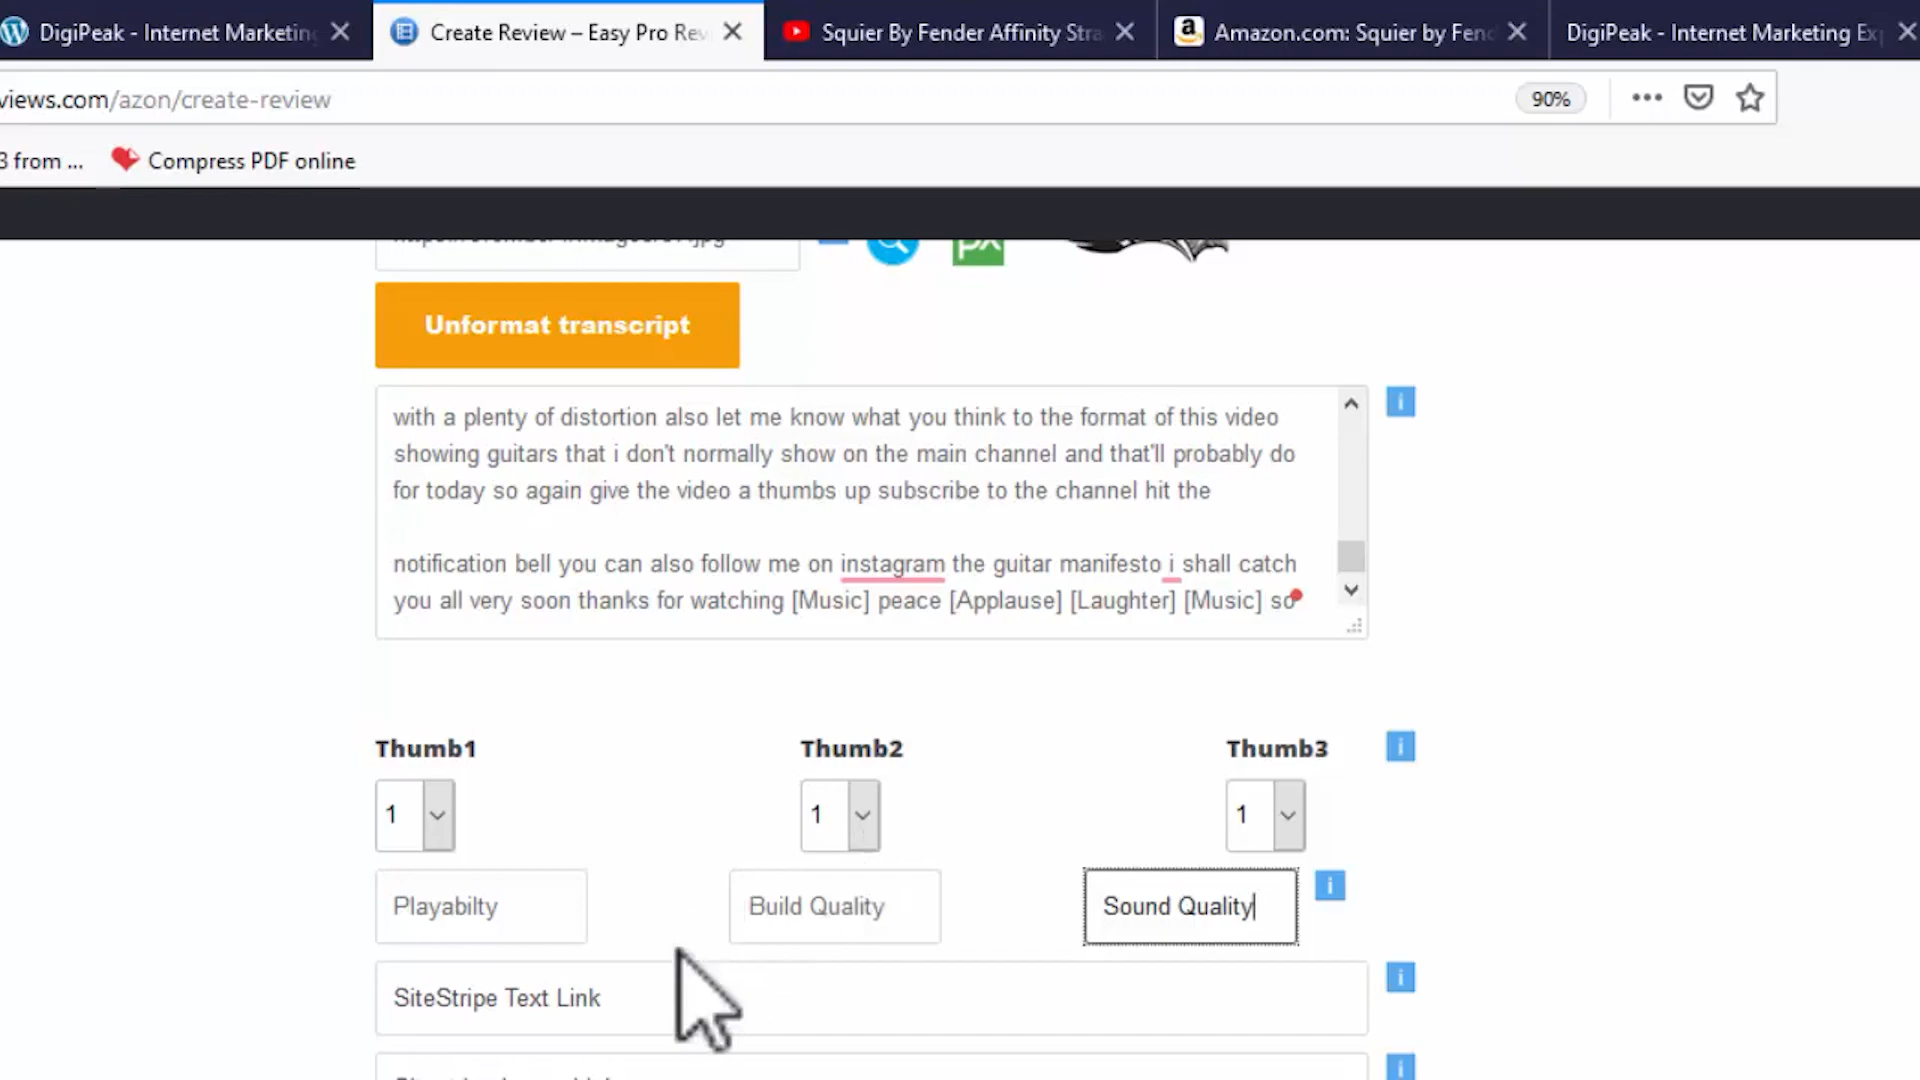 DigiPeak - Internet Marketing
Create Review – Easy Pro Rev
Squier By Fender Affinity Stra
Amazon.com: Squier by Fend
DigiPeak - Internet Marketing Ex
views.com/azon/create-review
90%
3 from ...
Compress PDF online
px
Unformat transcript
with a plenty of distortion also let me know what you think to the format of this video
showing guitars that i don't normally show on the main channel and that'll probably do
for today so again give the video a thumbs up subscribe to the channel hit the
notification bell you can also follow me on instagram the guitar manifesto i shall catch
you all very soon thanks for watching [Music] peace [Applause] [Laughter] [Music] so
Thumb1 Thumb2 Thumb3
1 1 1
Playabilty Build Quality Sound Quality
SiteStripe Text Link